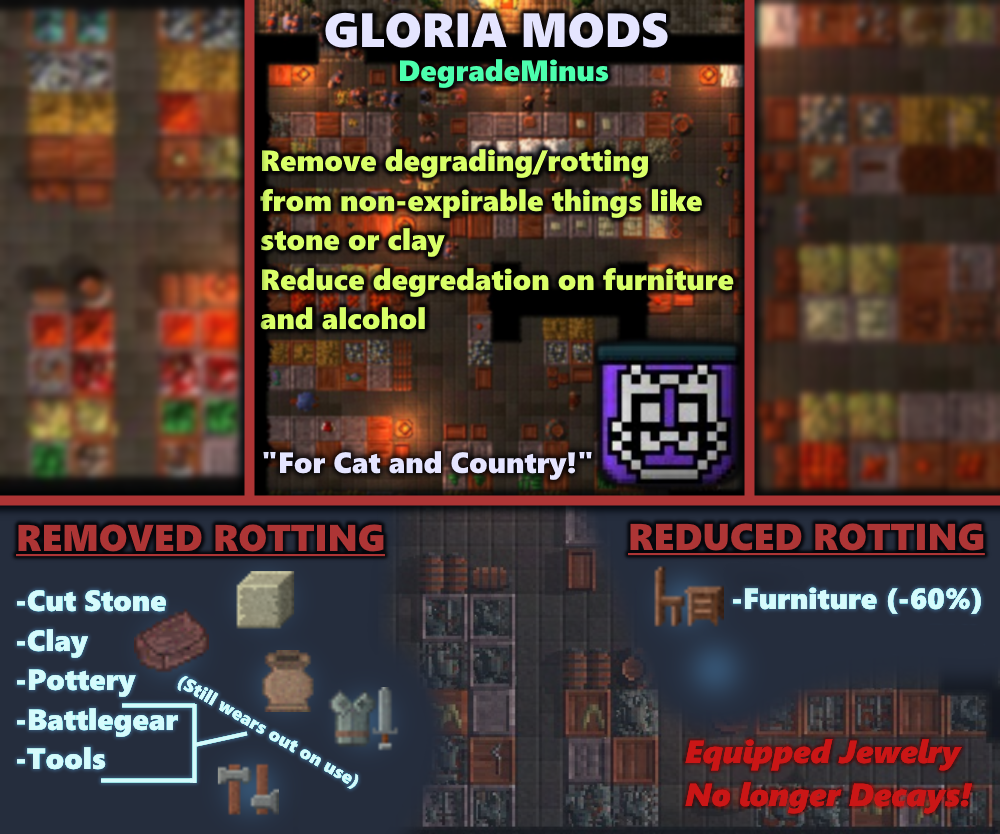 GLORIA MODS
DegradeMinus
Remove degrading/rotting
from non-expirable things like
stone or clay
Reduce degredation on furniture
and alcohol
"For Cat and Country!"
REMOVED ROTTING
-Cut Stone
-Clay
-Pottery
-Battlegear
-Tools
(Still wears out on use)
REDUCED ROTTING
-Furniture (-60%)
Equipped Jewelry
No longer Decays!